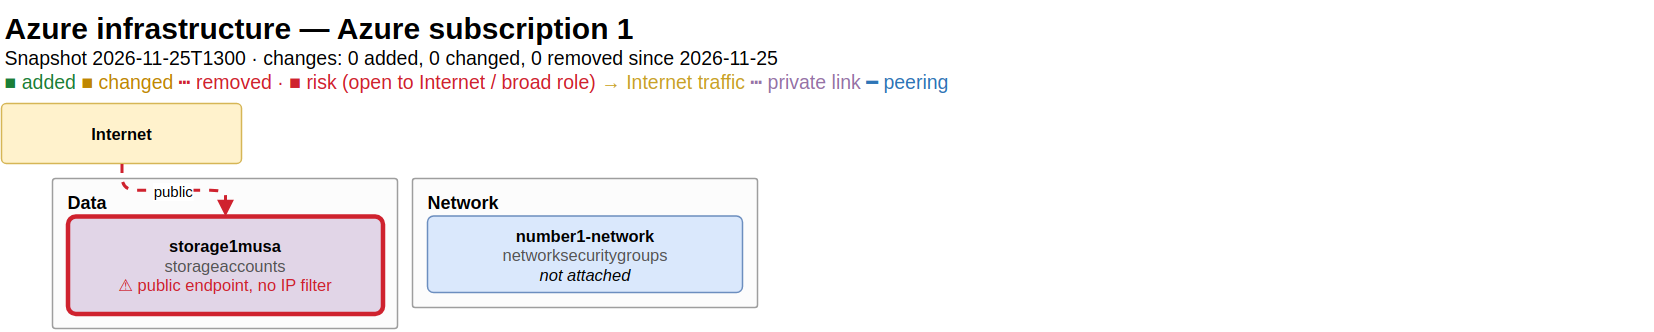 Azure infrastructure — Azure subscription 1
Snapshot 2026-11-25T1300 · changes: 0 added, 0 changed, 0 removed since 2026-11-25
■ added ■ changed ┅ removed · ■ risk (open to Internet / broad role) → Internet traffic ┅ private link ━ peering
Internet
public
Data
storage1musa
storageaccounts
⚠ public endpoint, no IP filter
Network
number1-network
networksecuritygroups
not attached